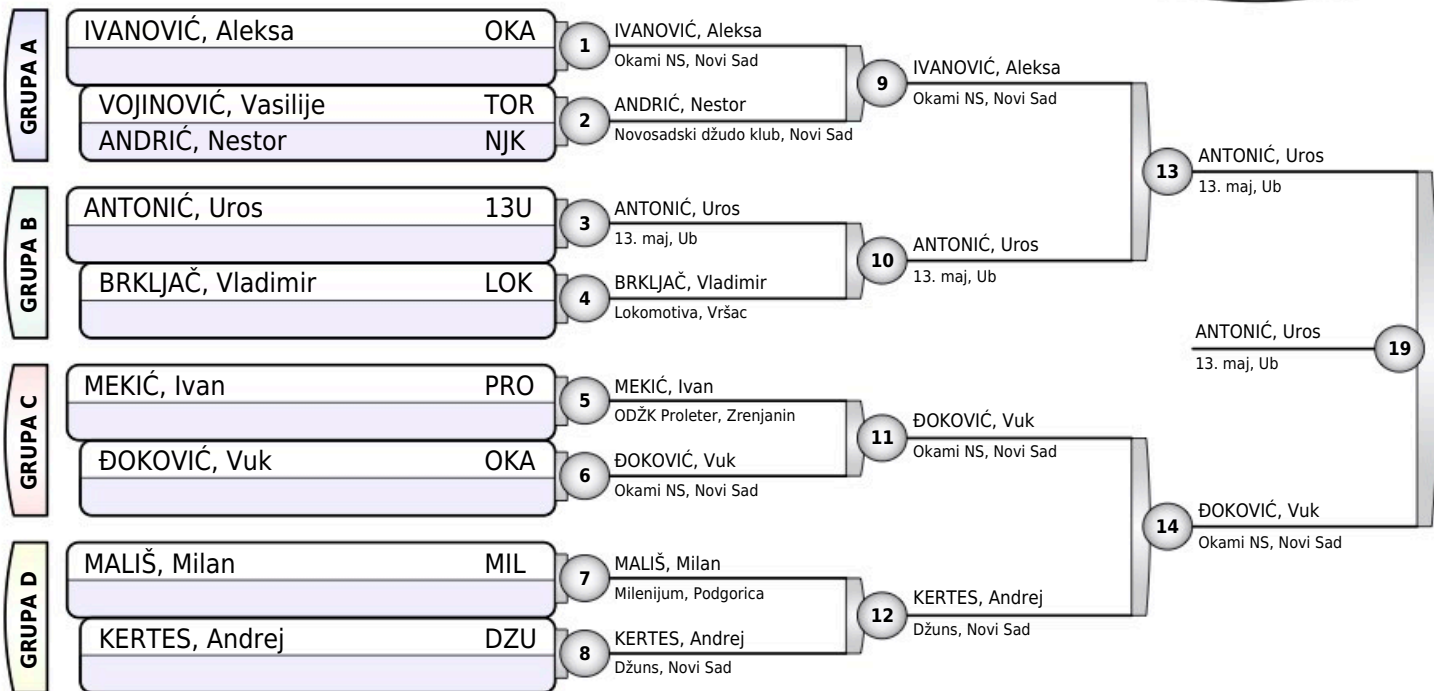 GRUPA A
IVANOVIĆ, Aleksa OKA
VOJINOVIĆ, Vasilije TOR
ANDRIĆ, Nestor NJK
GRUPA B
ANTONIĆ, Uros 13U
BRKLJAČ, Vladimir LOK
GRUPA C
MEKIĆ, Ivan PRO
ĐOKOVIĆ, Vuk OKA
GRUPA D
MALIŠ, Milan MIL
KERTES, Andrej DZU
1
IVANOVIĆ, Aleksa
Okami NS, Novi Sad
2
ANDRIĆ, Nestor
Novosadski džudo klub, Novi Sad
3
ANTONIĆ, Uros
13. maj, Ub
4
BRKLJAČ, Vladimir
Lokomotiva, Vršac
5
MEKIĆ, Ivan
ODŽK Proleter, Zrenjanin
6
ĐOKOVIĆ, Vuk
Okami NS, Novi Sad
7
MALIŠ, Milan
Milenijum, Podgorica
8
KERTES, Andrej
Džuns, Novi Sad
9
IVANOVIĆ, Aleksa
Okami NS, Novi Sad
10
ANTONIĆ, Uros
13. maj, Ub
11
ĐOKOVIĆ, Vuk
Okami NS, Novi Sad
12
KERTES, Andrej
Džuns, Novi Sad
13
ANTONIĆ, Uros
13. maj, Ub
14
ĐOKOVIĆ, Vuk
Okami NS, Novi Sad
ANTONIĆ, Uros
13. maj, Ub
19